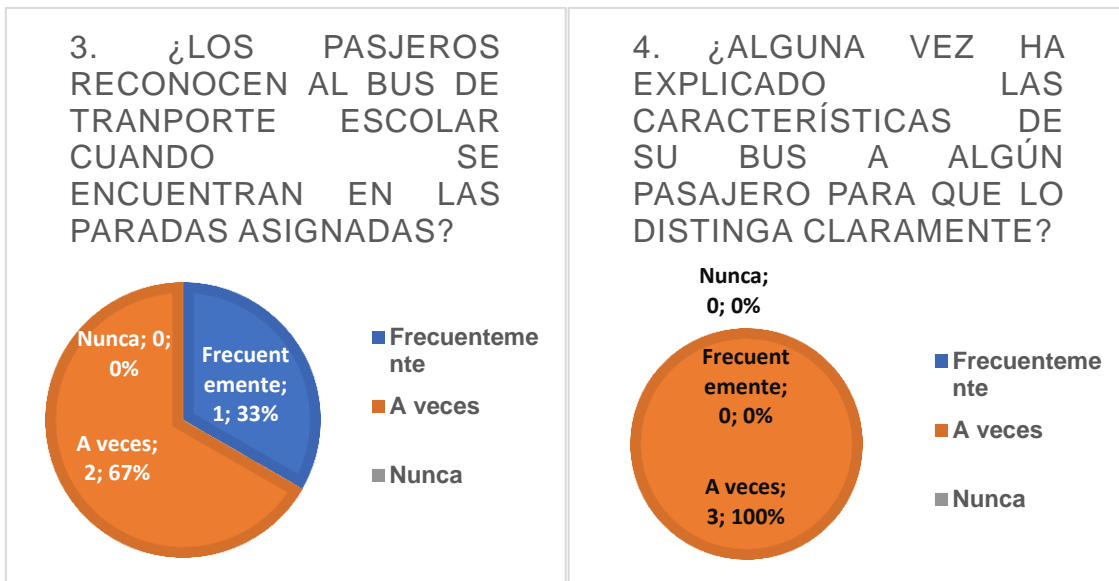 3. ¿LOS PASJEROS
RECONOCEN AL BUS DE
TRANPORTE ESCOLAR
CUANDO SE
ENCUENTRAN EN LAS
PARADAS ASIGNADAS?
Nunca; 0;
0%
Frecuent
emente;
1; 33%
A veces;
2; 67%
Frecuenteme
nte
A veces
Nunca
4. ¿ALGUNA VEZ HA
EXPLICADO LAS
CARACTERÍSTICAS DE
SU BUS A ALGÚN
PASAJERO PARA QUE LO
DISTINGA CLARAMENTE?
Nunca;
0; 0%
Frecuent
emente;
0; 0%
A veces;
3; 100%
Frecuenteme
nte
A veces
Nunca